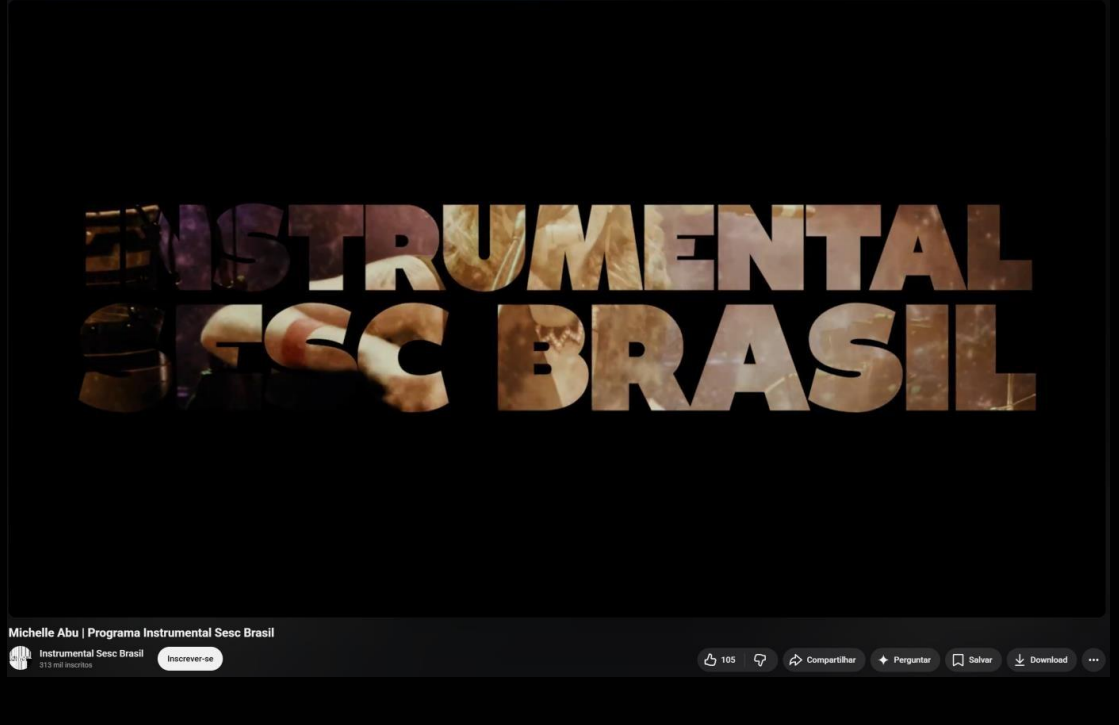 INSTRUMENTAL
SESC BRASIL
Michelle Abu | Programa Instrumental Sesc Brasil
Instrumental Sesc Brasil
313 mil inscritos
Inscrever-se
105
Compartilhar
Perguntar
Salvar
Download